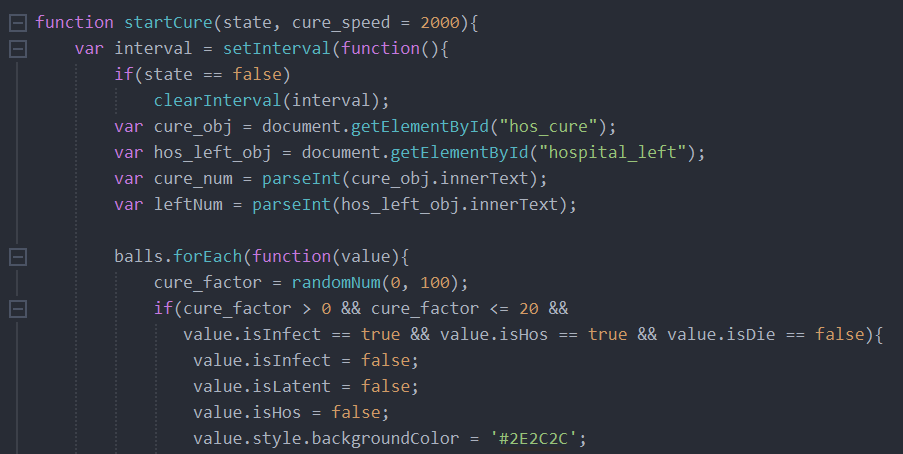 function startCure(state, cure_speed = 2000){
var interval = setInterval(function(){
if(state == false)
clearInterval(interval);
var cure_obj = document.getElementById("hos_cure");
var hos_left_obj = document.getElementById("hospital_left");
var cure_num = parseInt(cure_obj.innerText);
var leftNum = parseInt(hos_left_obj.innerText);
balls.forEach(function(value){
cure_factor = randomNum(0, 100);
if(cure_factor > 0 && cure_factor <= 20 &&
value.isInfect == true && value.isHos == true && value.isDie == false){
value.isInfect = false;
value.isLatent = false;
value.isHos = false;
value.style.backgroundColor = '#2E2C2C';